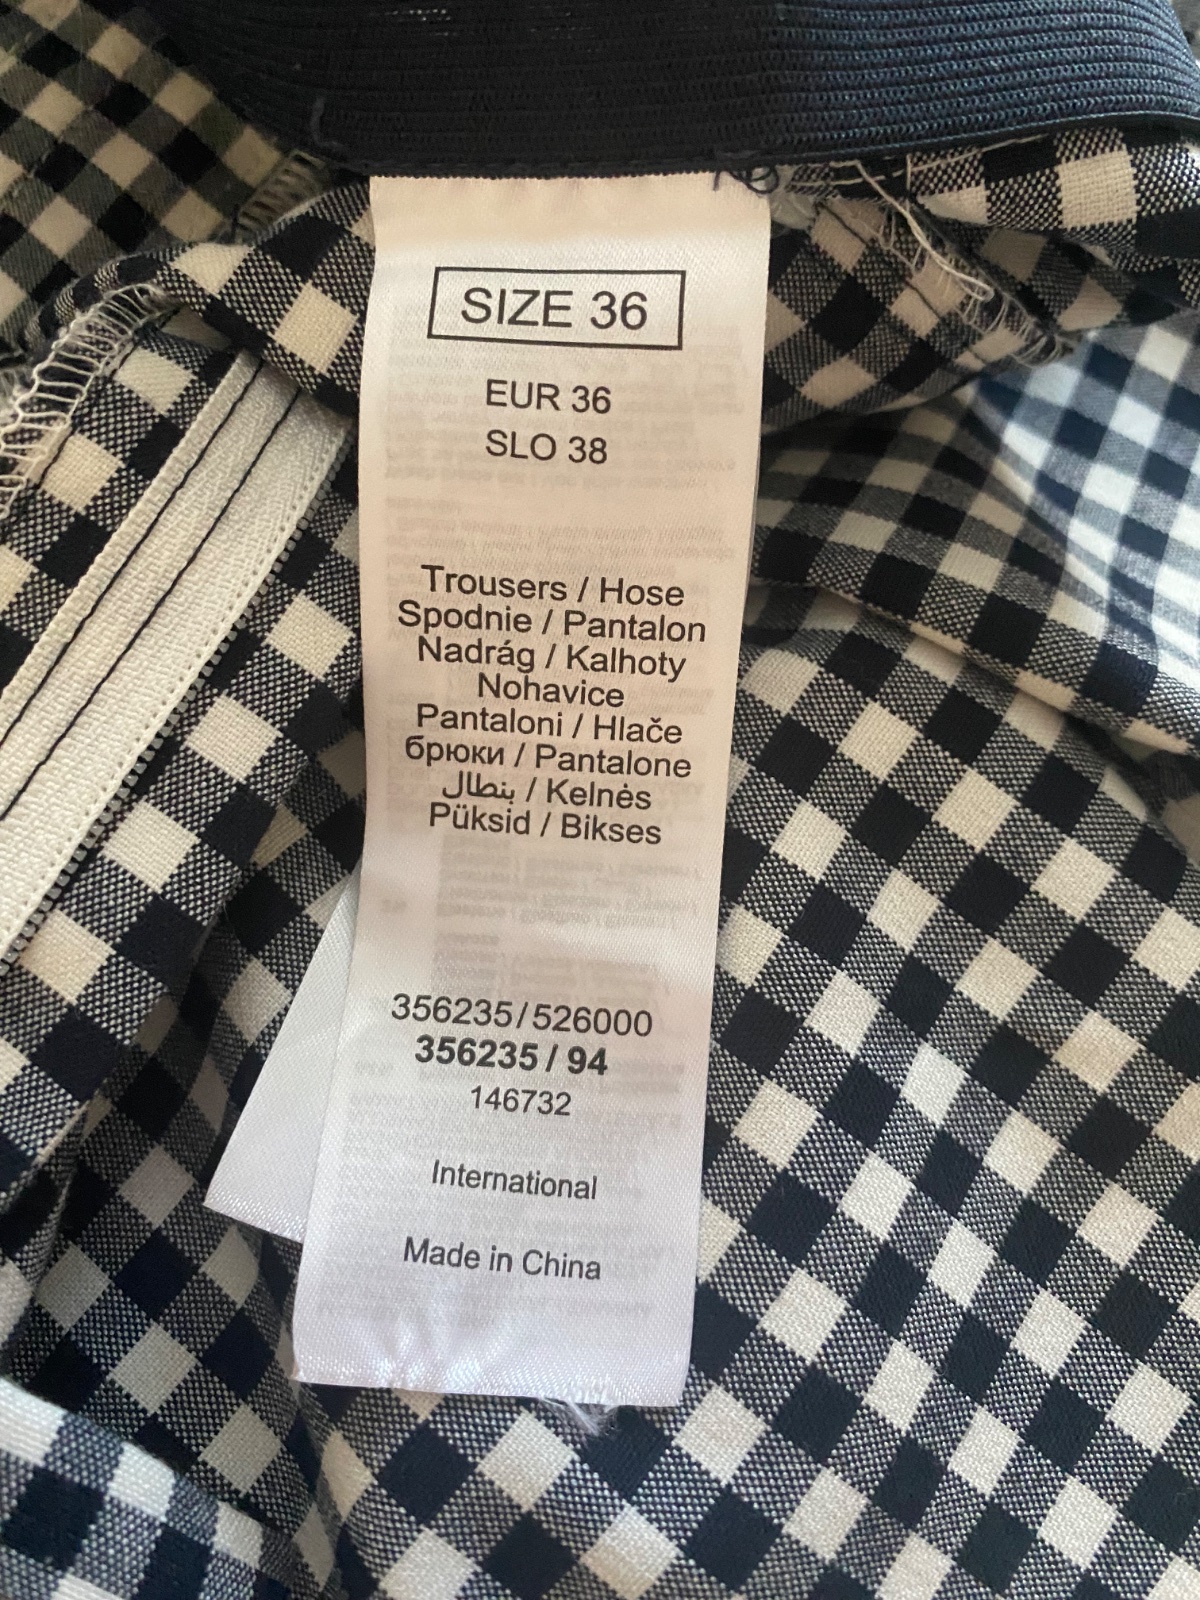 SIZE 36
EUR 36
SLO 38
Trousers / Hose
Spodnie / Pantalon
Nadrág / Kalhoty
Nohavice
Pantaloni / Hlače
брюки / Pantalone
بنطال / Kelnės
Püksid / Bikses
356235/526000
356235 / 94
146732
International
Made in China